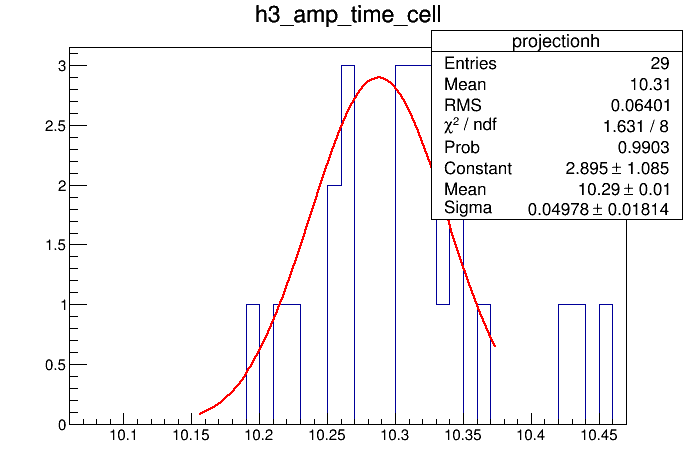 h3_amp_time_cell
projectionh
Entries 29
Mean 10.31
RMS 0.06401
χ² / ndf 1.631 / 8
Prob 0.9903
Constant 2.895 ± 1.085
Mean 10.29 ± 0.01
Sigma 0.04978 ± 0.01814
3
2.5
2
1.5
1
0.5
0
10.1 10.15 10.2 10.25 10.3 10.35 10.4 10.45